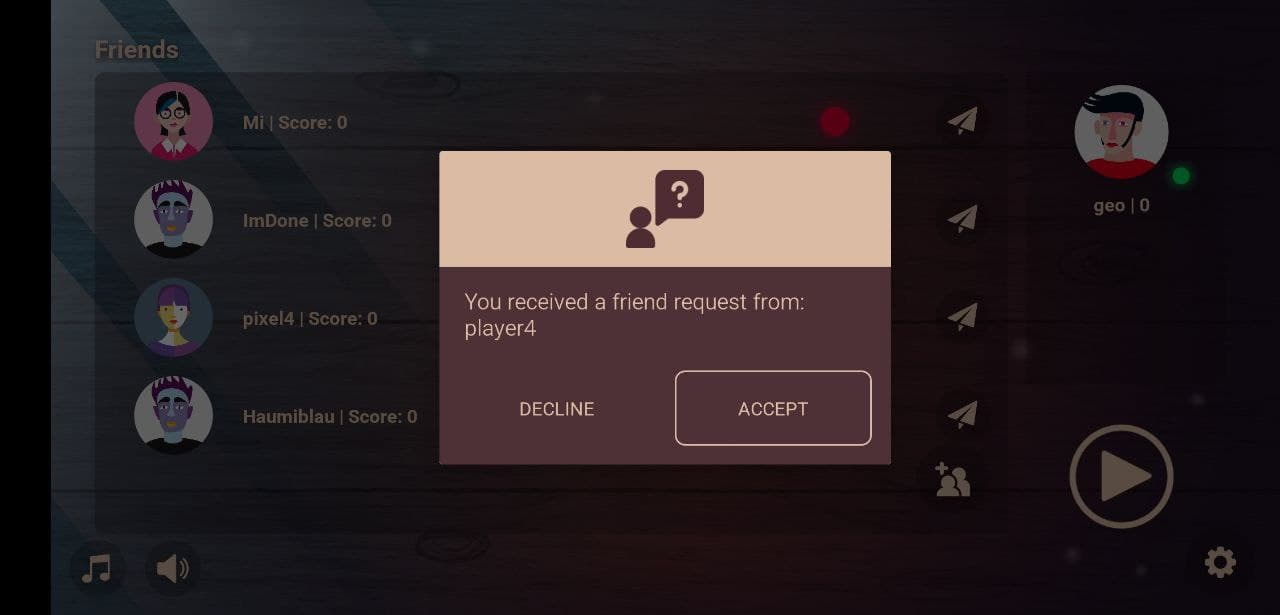 Friends
Mi | Score: 0
ImDone | Score: 0
pixel4 | Score: 0
Haumiblau | Score: 0
geo | 0
?
You received a friend request from:
player4
DECLINE
ACCEPT